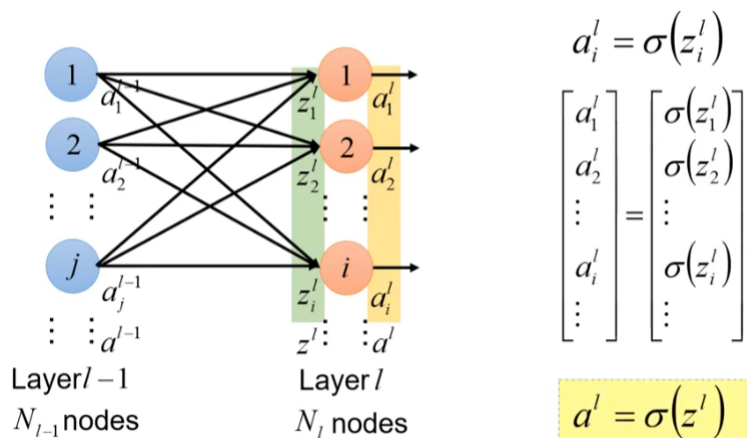 1
a_1^{l-1}
z_1^l
1
a_1^l
2
a_2^{l-1}
z_2^l
2
a_2^l
⋮ ⋮
⋮ ⋮
j
a_j^{l-1}
z_i^l
i
a_i^l
⋮ ⋮ a^{l-1}
z^l ⋮ ⋮ a^l
Layer l − 1
N_{l-1} nodes
Layer l
N_l nodes
a_i^l = σ(z_i^l)
[a_1^l a_2^l ⋮ a_i^l ⋮] = [σ(z_1^l) σ(z_2^l) ⋮ σ(z_i^l) ⋮]
a^l = σ(z^l)